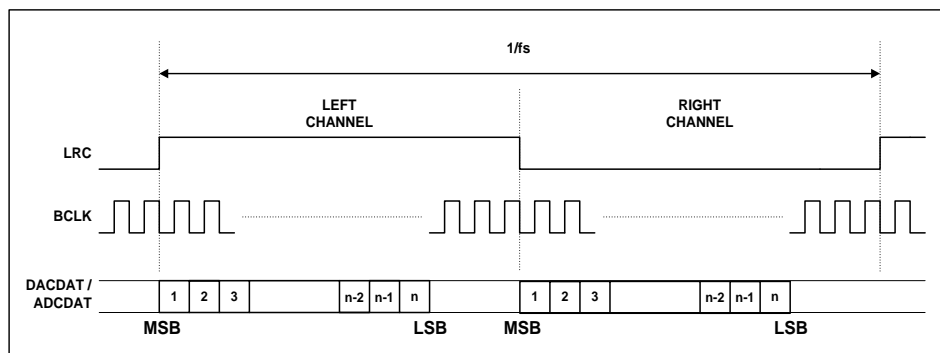 1/fs
LEFT
CHANNEL
RIGHT
CHANNEL
LRC
BCLK
DACDAT /
ADCDAT
1 2 3 n-2 n-1 n 1 2 3 n-2 n-1 n
MSB LSB MSB LSB